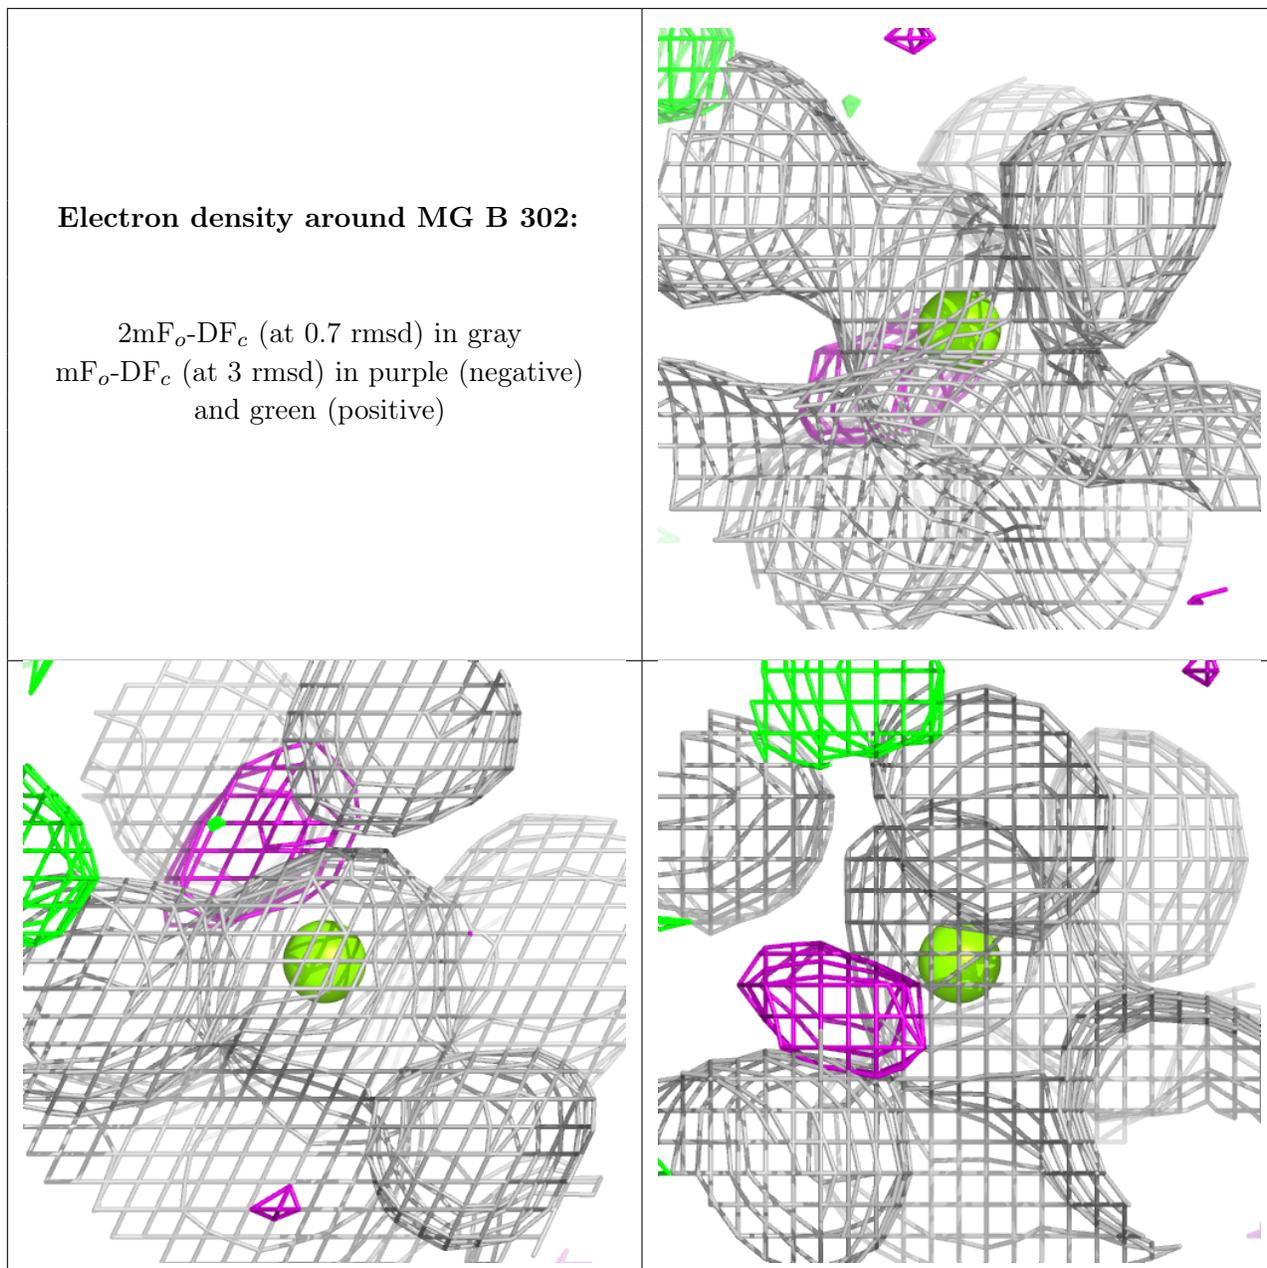 Electron density around MG B 302:
2mFo-DFc (at 0.7 rmsd) in gray
mFo-DFc (at 3 rmsd) in purple (negative)
and green (positive)